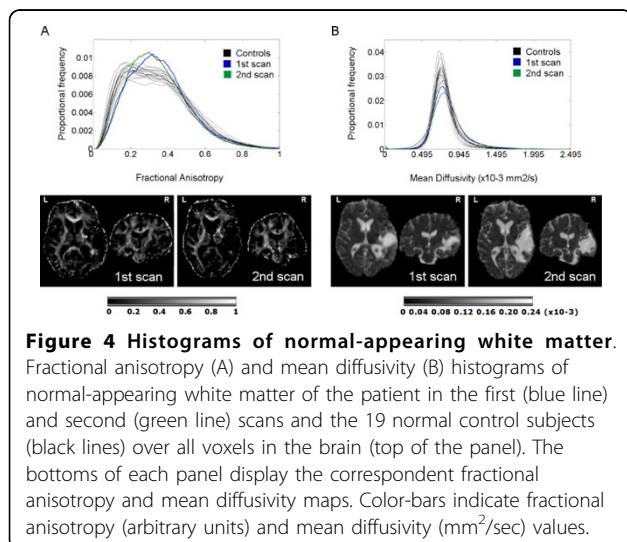 A
B
Proportional frequency
0.01
0.008
0.006
0.004
0.002
0
0
0.2
0.4
0.6
0.8
1
Controls
1st scan
2nd scan
Fractional Anisotropy
Proportional frequency
0.04
0.03
0.02
0.01
0
0
0.495
0.945
1.495
1.995
2.495
Controls
1st scan
2nd scan
Mean Diffusivity (x10-3 mm2/s)
L
R
1st scan
2nd scan
L
R
1st scan
2nd scan
0 0.2 0.4 0.6 0.8 1
0 0.04 0.08 0.12 0.16 0.20 0.24 (x10-3)
Figure 4 Histograms of normal-appearing white matter.
Fractional anisotropy (A) and mean diffusivity (B) histograms of
normal-appearing white matter of the patient in the first (blue line)
and second (green line) scans and the 19 normal control subjects
(black lines) over all voxels in the brain (top of the panel). The
bottoms of each panel display the correspondent fractional
anisotropy and mean diffusivity maps. Color-bars indicate fractional
anisotropy (arbitrary units) and mean diffusivity (mm²/sec) values.